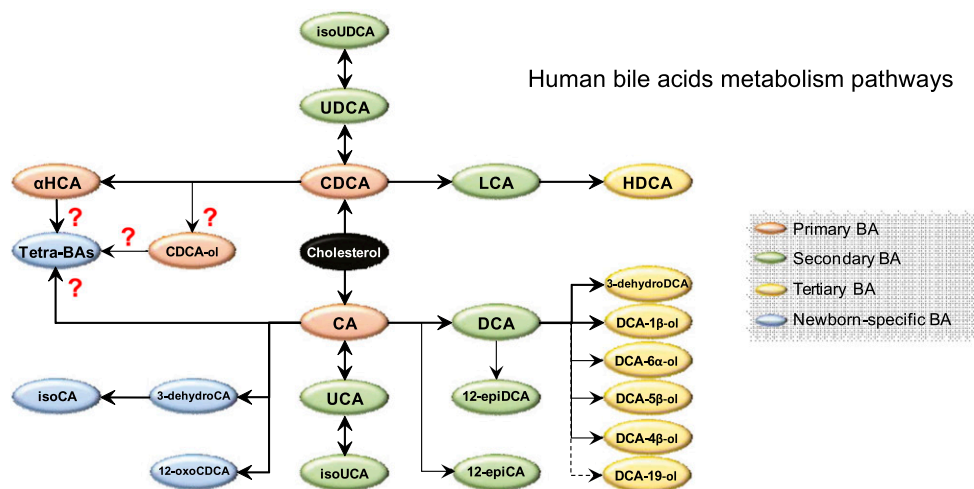 isoUDCA
Human bile acids metabolism pathways
UDCA
αHCA
CDCA
LCA
HDCA
?
?
?
Tetra-BAs
CDCA-ol
Cholesterol
?
Primary BA
Secondary BA
Tertiary BA
Newborn-specific BA
3-dehydroDCA
CA
DCA
DCA-1β-ol
DCA-6α-ol
isoCA
3-dehydroCA
UCA
12-epiDCA
DCA-5β-ol
DCA-4β-ol
12-oxoCDCA
isoUCA
12-epiCA
DCA-19-ol